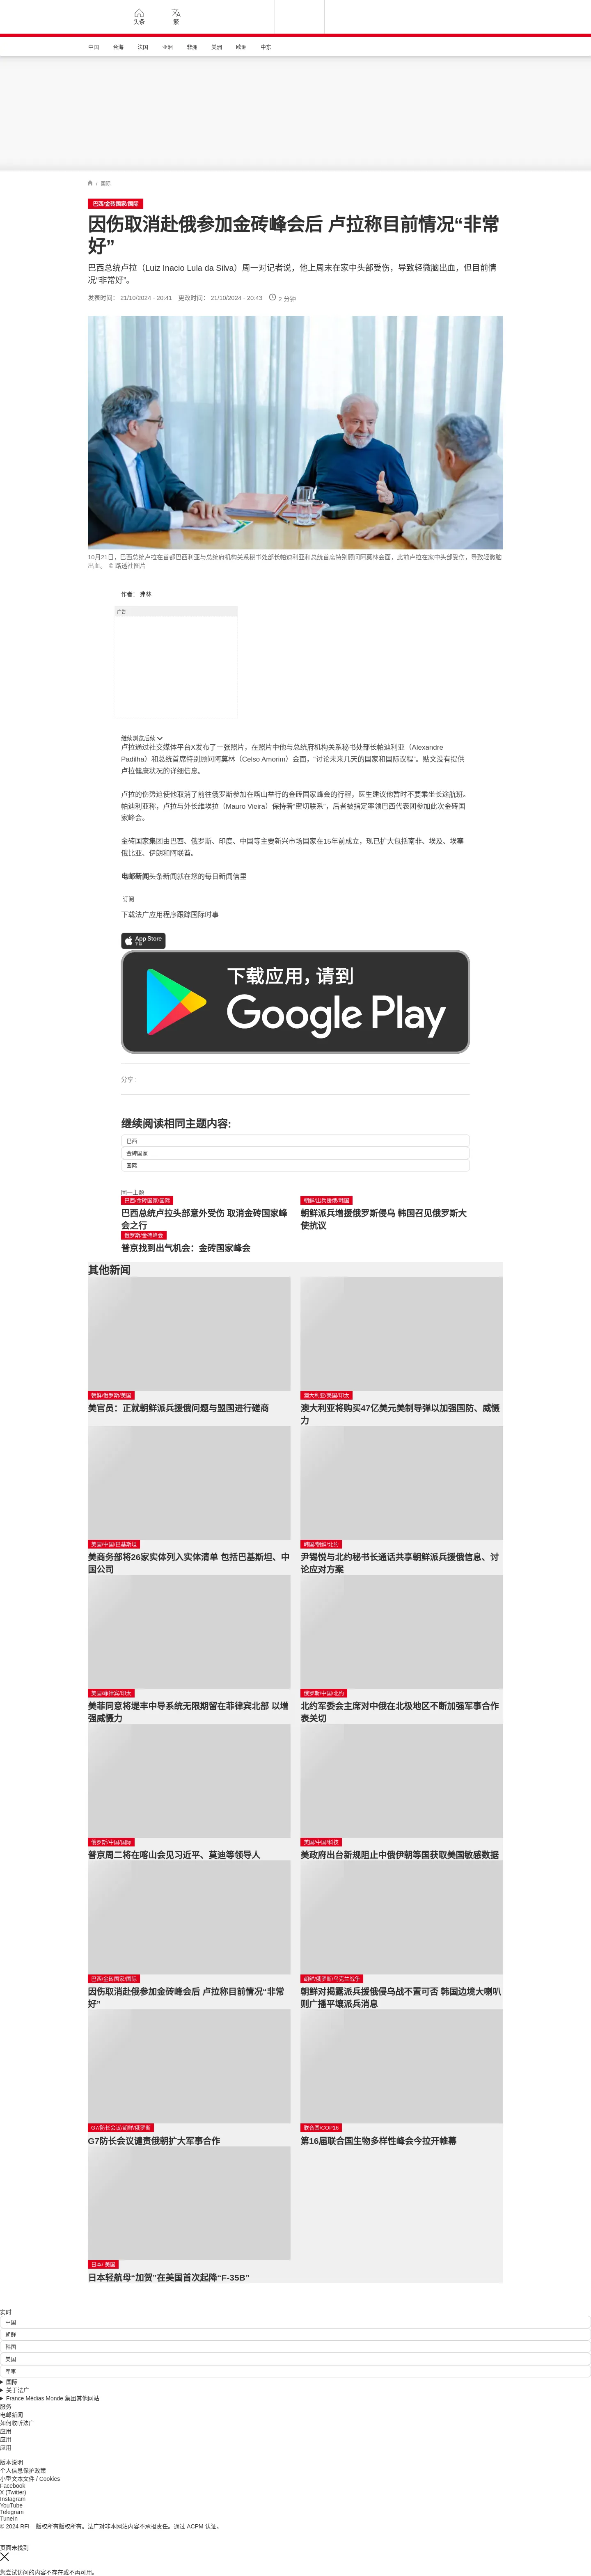 头条
繁
中国
台海
法国
亚洲
非洲
美洲
欧洲
中东
/ 国际
巴西/金砖国家/国际
因伤取消赴俄参加金砖峰会后 卢拉称目前情况“非常
好”
巴西总统卢拉（Luiz Inacio Lula da Silva）周一对记者说，他上周末在家中头部受伤，导致轻微脑出血，但目前情
况“非常好”。
发表时间： 21/10/2024 - 20:41 更改时间： 21/10/2024 - 20:43 2 分钟
10月21日，巴西总统卢拉在首都巴西利亚与总统府机构关系秘书处部长帕迪利亚和总统首席特别顾问阿莫林会面，此前卢拉在家中头部受伤，导致轻微脑
出血。 © 路透社图片
作者： 弗林
广告
继续浏览后续
卢拉通过社交媒体平台X发布了一张照片，在照片中他与总统府机构关系秘书处部长帕迪利亚（Alexandre
Padilha）和总统首席特别顾问阿莫林（Celso Amorim）会面，“讨论未来几天的国家和国际议程”。贴文没有提供
卢拉健康状况的详细信息。
卢拉的伤势迫使他取消了前往俄罗斯参加在喀山举行的金砖国家峰会的行程，医生建议他暂时不要乘坐长途航班。
帕迪利亚称，卢拉与外长维埃拉（Mauro Vieira）保持着“密切联系”，后者被指定率领巴西代表团参加此次金砖国
家峰会。
金砖国家集团由巴西、俄罗斯、印度、中国等主要新兴市场国家在15年前成立，现已扩大包括南非、埃及、埃塞
俄比亚、伊朗和阿联酋。
电邮新闻头条新闻就在您的每日新闻信里
订阅
下载法广应用程序跟踪国际时事
App Store
下载
下载应用，请到
Google Play
分享 :
继续阅读相同主题内容:
巴西
金砖国家
国际
同一主题
巴西/金砖国家/国际
巴西总统卢拉头部意外受伤 取消金砖国家峰
会之行
朝鲜/出兵援俄/韩国
朝鲜派兵增援俄罗斯侵乌 韩国召见俄罗斯大
使抗议
俄罗斯/金砖峰会
普京找到出气机会：金砖国家峰会
其他新闻
朝鲜/俄罗斯/美国
美官员：正就朝鲜派兵援俄问题与盟国进行磋商
澳大利亚/美国/印太
澳大利亚将购买47亿美元美制导弹以加强国防、威慑
力
美国/中国/巴基斯坦
美商务部将26家实体列入实体清单 包括巴基斯坦、中
国公司
韩国/朝鲜/北约
尹锡悦与北约秘书长通话共享朝鲜派兵援俄信息、讨
论应对方案
美国/菲律宾/印太
美菲同意将堤丰中导系统无限期留在菲律宾北部 以增
强威慑力
俄罗斯/中国/北约
北约军委会主席对中俄在北极地区不断加强军事合作
表关切
俄罗斯/中国/国际
普京周二将在喀山会见习近平、莫迪等领导人
美国/中国/科技
美政府出台新规阻止中俄伊朝等国获取美国敏感数据
巴西/金砖国家/国际
因伤取消赴俄参加金砖峰会后 卢拉称目前情况“非常
好”
朝鲜/俄罗斯/乌克兰战争
朝鲜对揭露派兵援俄侵乌战不置可否 韩国边境大喇叭
则广播平壤派兵消息
G7/防长会议/朝鲜/俄罗斯
G7防长会议谴责俄朝扩大军事合作
联合国/COP16
第16届联合国生物多样性峰会今拉开帷幕
日本/ 美国
日本轻航母“加贺”在美国首次起降“F-35B”
实时
中国
朝鲜
韩国
美国
军事
国际
关于法广
France Médias Monde 集团其他网站
服务
电邮新闻
如何收听法广
应用
应用
应用
版本说明
个人信息保护政策
小型文本文件 / Cookies
Facebook
X (Twitter)
Instagram
YouTube
Telegram
TuneIn
© 2024 RFI – 版权所有版权所有。法广对非本网站内容不承担责任。通过 ACPM 认证。
页面未找到
您尝试访问的内容不存在或不再可用。